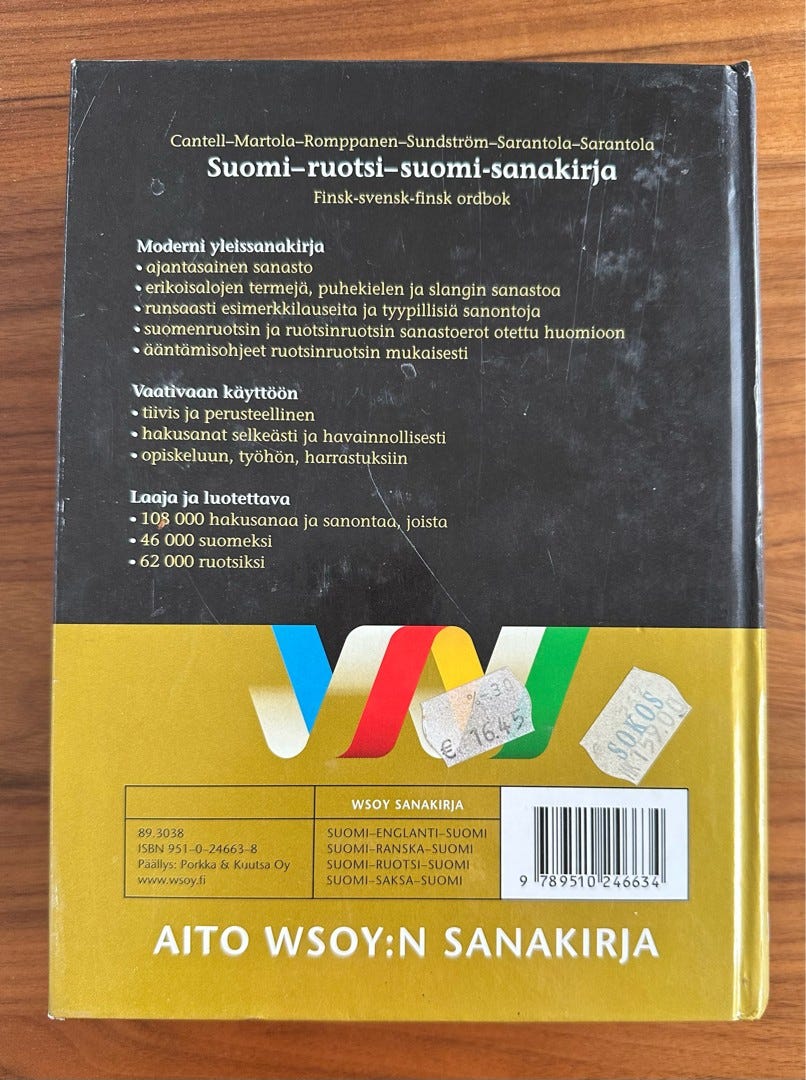 Cantell–Martola–Romppanen–Sundström–Sarantola–Sarantola
Suomi–ruotsi–suomi-sanakirja
Finsk-svensk-finsk ordbok
Moderni yleissanakirja
• ajantasainen sanasto
• erikoisalojen termejä, puhekielen ja slangin sanastoa
• runsaasti esimerkkilauseita ja tyypillisiä sanontoja
• suomenruotsin ja ruotsinruotsin sanastoerot otettu huomioon
• ääntämisohjeet ruotsinruotsin mukaisesti
Vaativaan käyttöön
• tiivis ja perusteellinen
• hakusanat selkeästi ja havainnollisesti
• opiskeluun, työhön, harrastuksiin
Laaja ja luotettava
• 108 000 hakusanaa ja sanontaa, joista
• 46 000 suomeksi
• 62 000 ruotsiksi
%-30
€ 16.45
SOKOS
WSOY SANAKIRJA
89.3038
ISBN 951-0-24663-8
Päällys: Porkka & Kuutsa Oy
www.wsoy.fi
SUOMI–ENGLANTI–SUOMI
SUOMI–RANSKA–SUOMI
SUOMI–RUOTSI–SUOMI
SUOMI–SAKSA–SUOMI
9 789510 246634
AITO WSOY:N SANAKIRJA